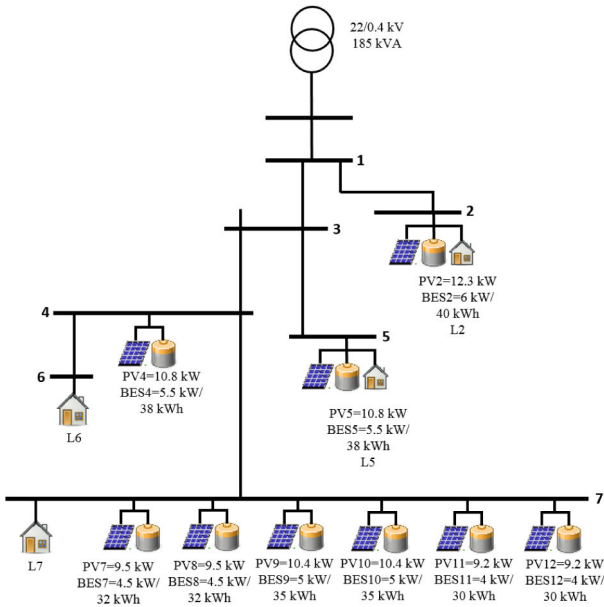 22/0.4 kV
185 kVA
1
2
3
PV2=12.3 kW
BES2=6 kW/
40 kWh
L2
4
5
6
PV4=10.8 kW
BES4=5.5 kW/
38 kWh
L6
PV5=10.8 kW
BES5=5.5 kW/
38 kWh
L5
7
L7
PV7=9.5 kW
BES7=4.5 kW/
32 kWh
PV8=9.5 kW
BES8=4.5 kW/
32 kWh
PV9=10.4 kW
BES9=5 kW/
35 kWh
PV10=10.4 kW
BES10=5 kW/
35 kWh
PV11=9.2 kW
BES11=4 kW/
30 kWh
PV12=9.2 kW
BES12=4 kW/
30 kWh